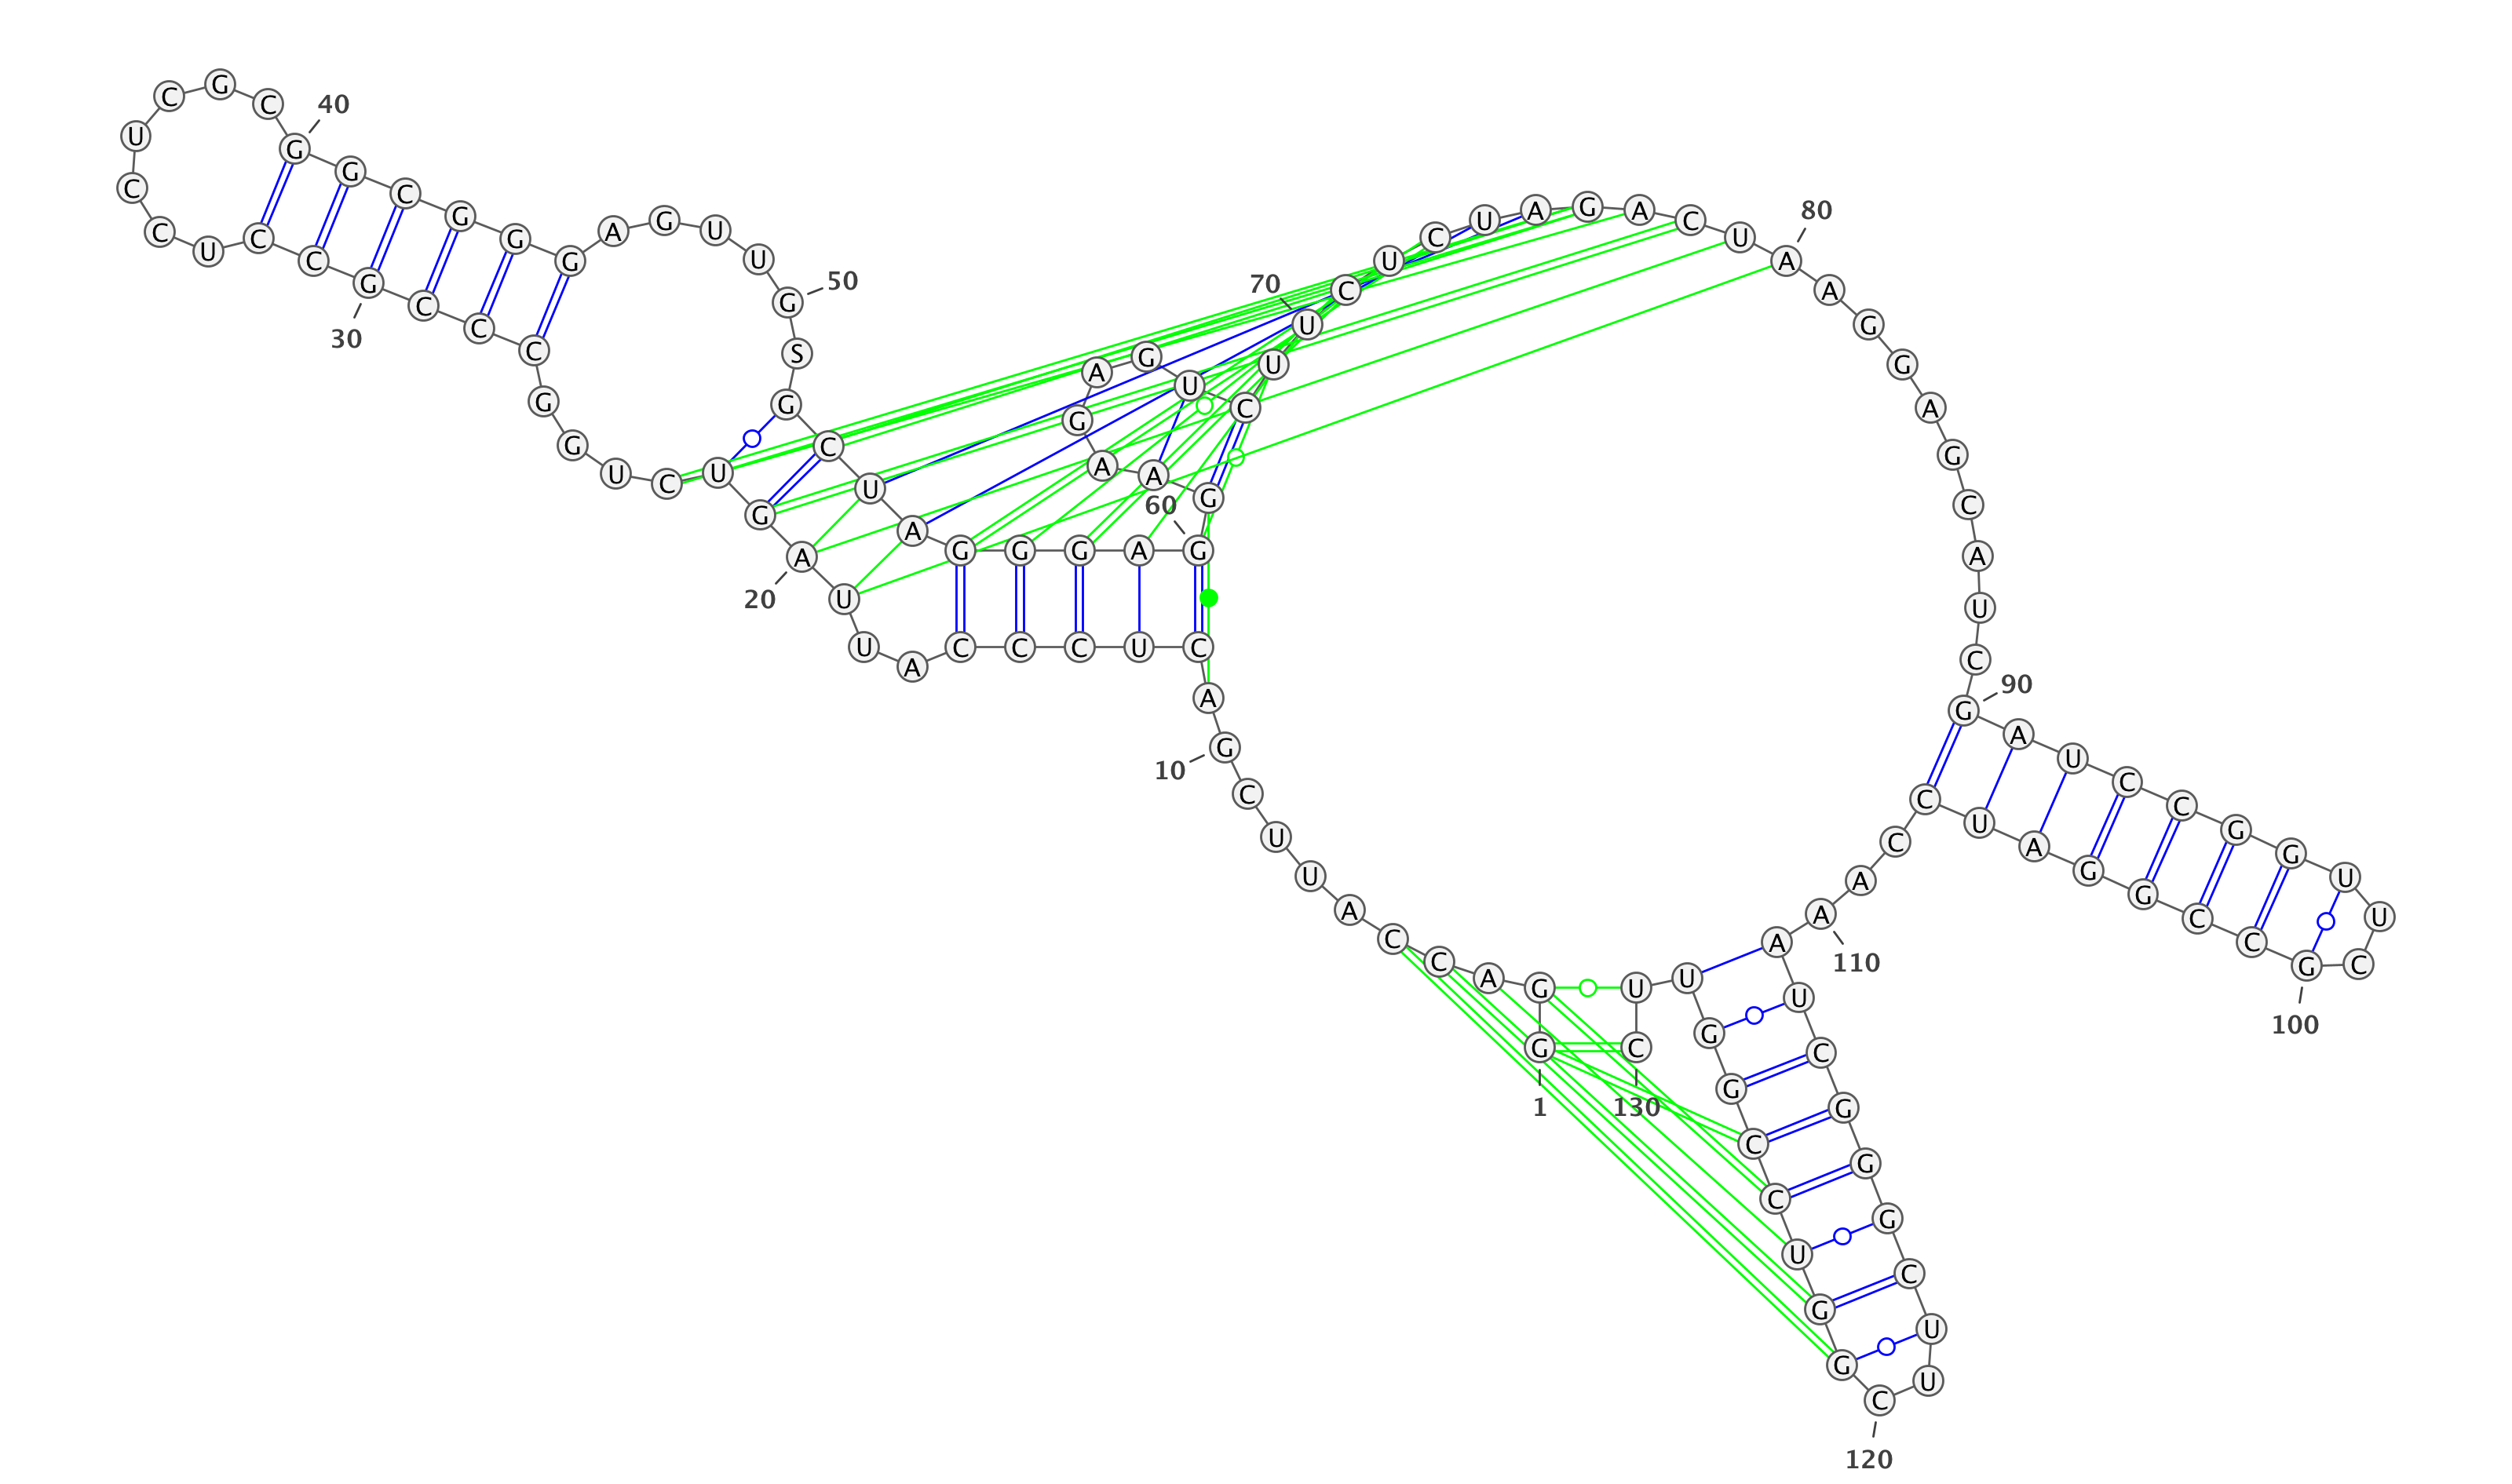 G
1
G A C C A U U C G
10
A C U C C C A U U A
20
G U C U G G C C C G
30
C C U C C U C G C G
40
G C G G G A G U U G
50
S G C U A G G G A G
60
G A A G A G U C U U
70
C U C U A G A C U A
80
A G G A G C A U C G
90
A U C C G G U U C G
100
C C G G A U C C A A
110
A U C G G G C U U C
120
G G U C C G G U U C
130